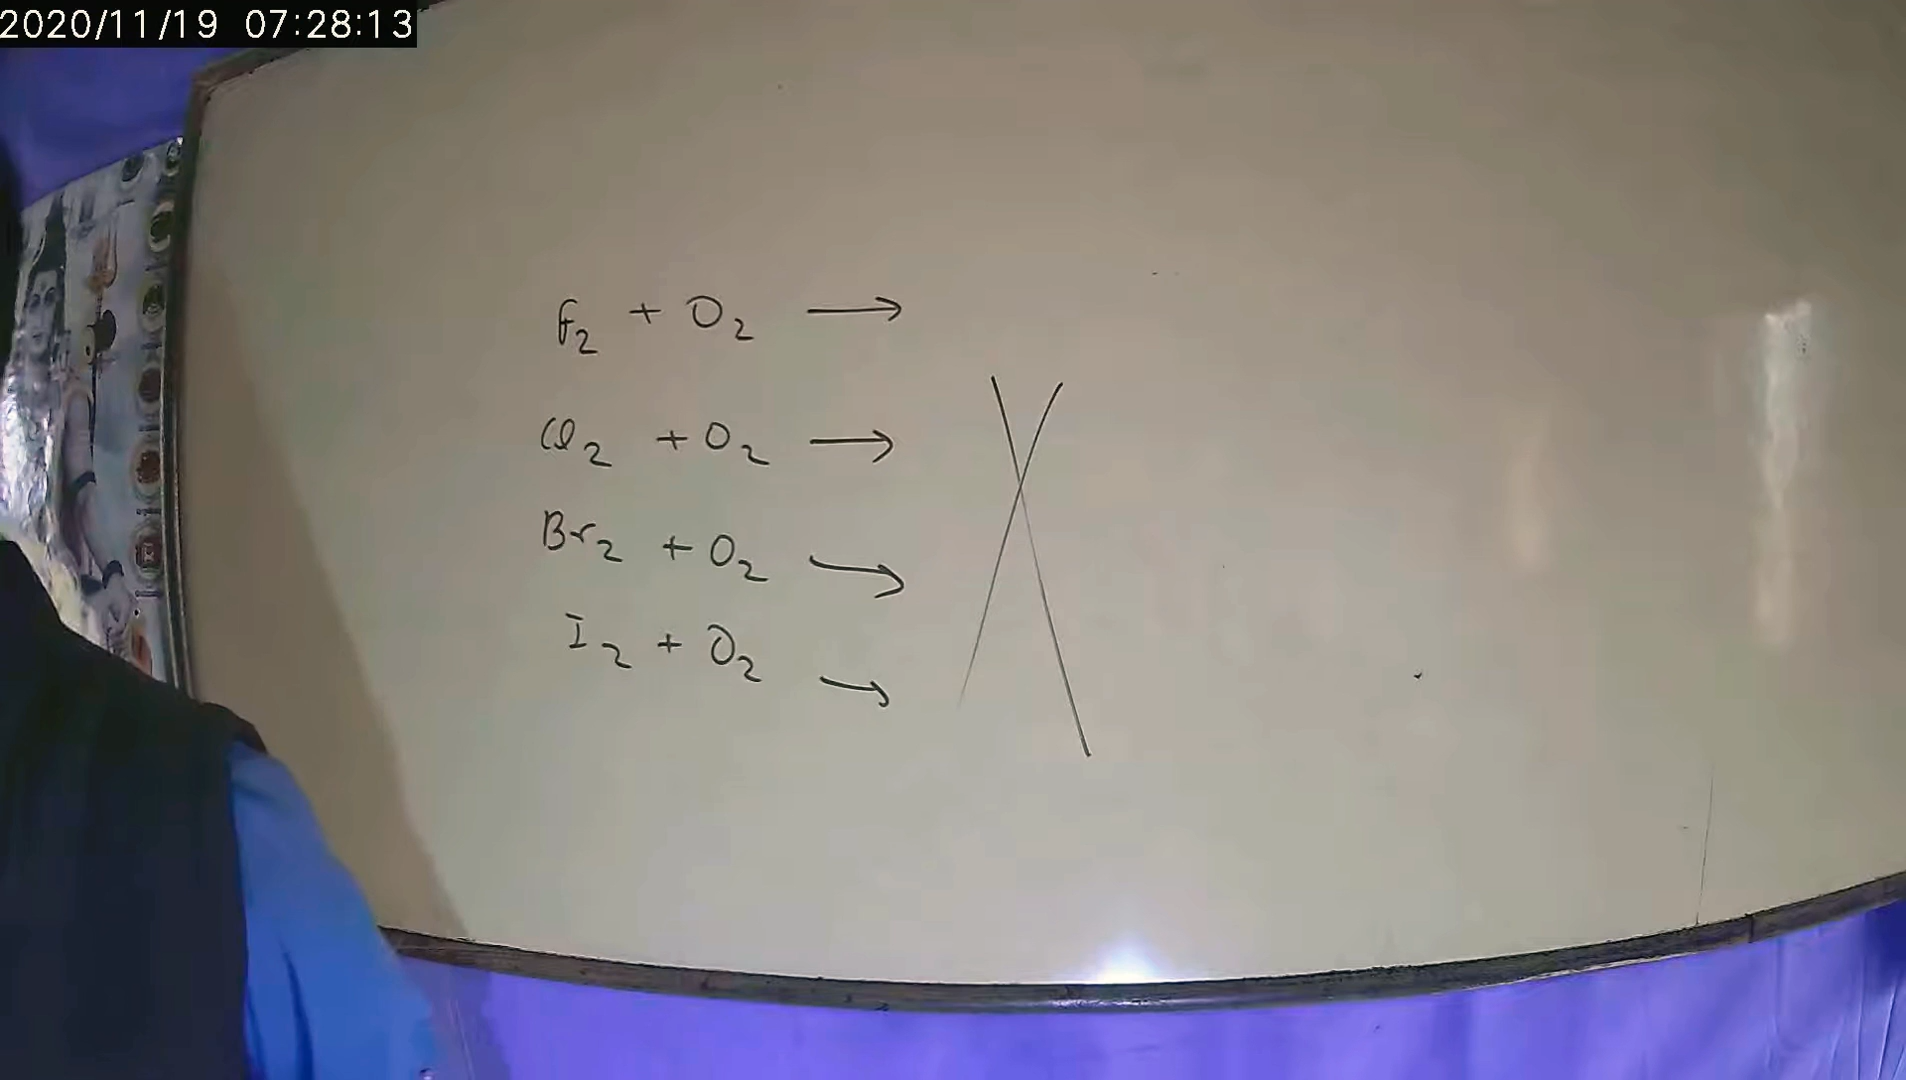 2020/11/19 07:28:13
F₂ + O₂ →
Cl₂ + O₂ →
Br₂ + O₂ →
I₂ + O₂ →